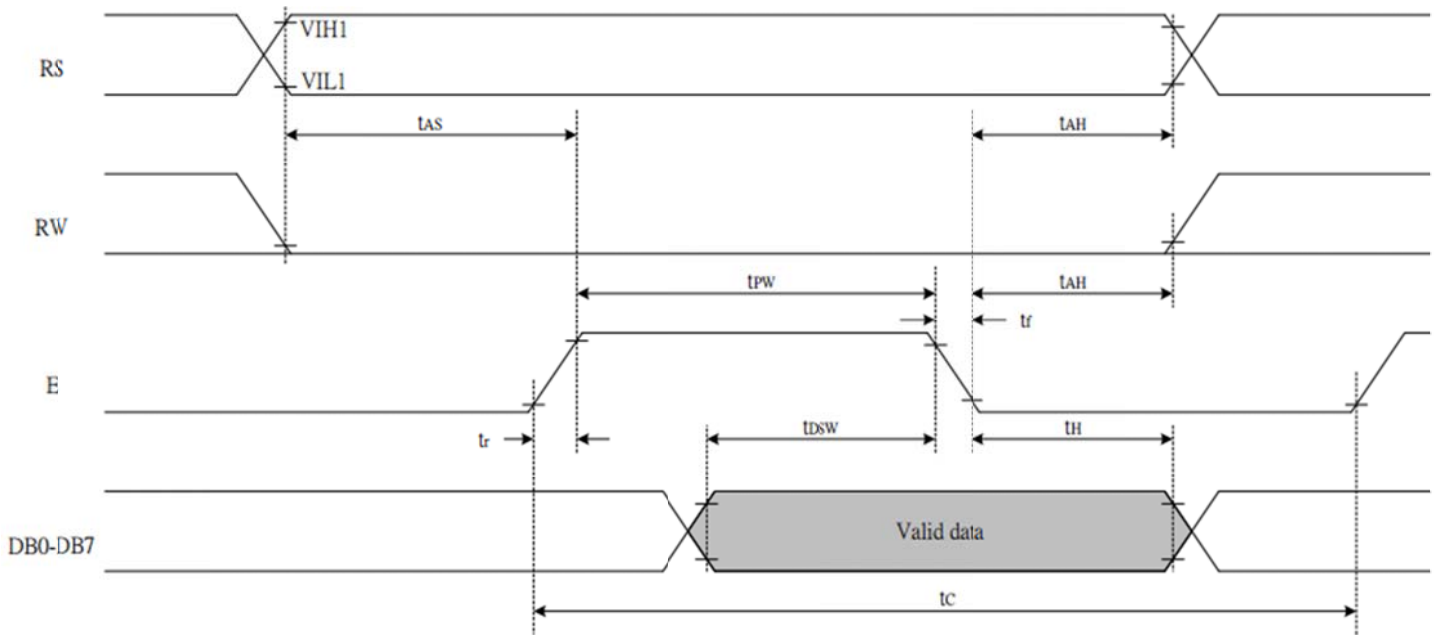 VIH1
RS
VIL1
tAS
tAH
RW
tPW
tAH
tf
E
tr
tDSW
tH
Valid data
DB0-DB7
tC